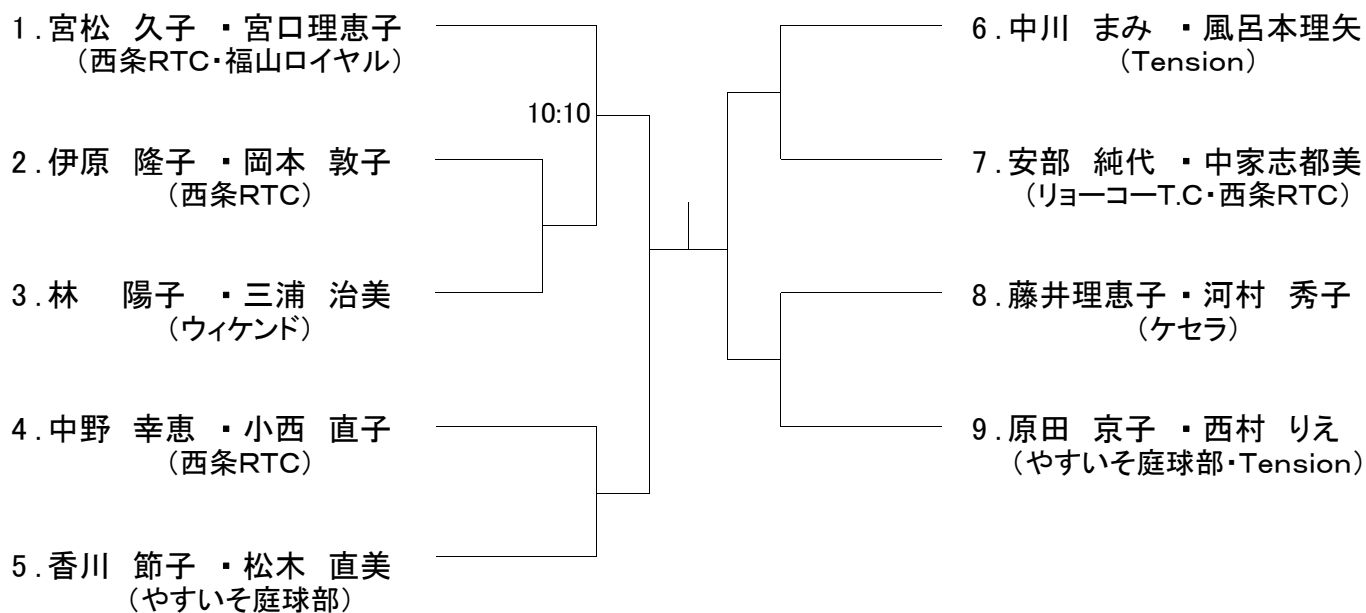 1.宮松 久子 ・宮口理恵子
(西条RTC・福山ロイヤル)
10:10
2.伊原 隆子 ・岡本 敦子
(西条RTC)
3.林 陽子 ・三浦 治美
(ウィケンド)
4.中野 幸恵 ・小西 直子
(西条RTC)
5.香川 節子 ・松木 直美
(やすいそ庭球部)
6.中川 まみ ・風呂本理矢
(Tension)
7.安部 純代 ・中家志都美
(リョーコーT.C・西条RTC)
8.藤井理恵子・河村 秀子
(ケセラ)
9.原田 京子 ・西村 りえ
(やすいそ庭球部・Tension)